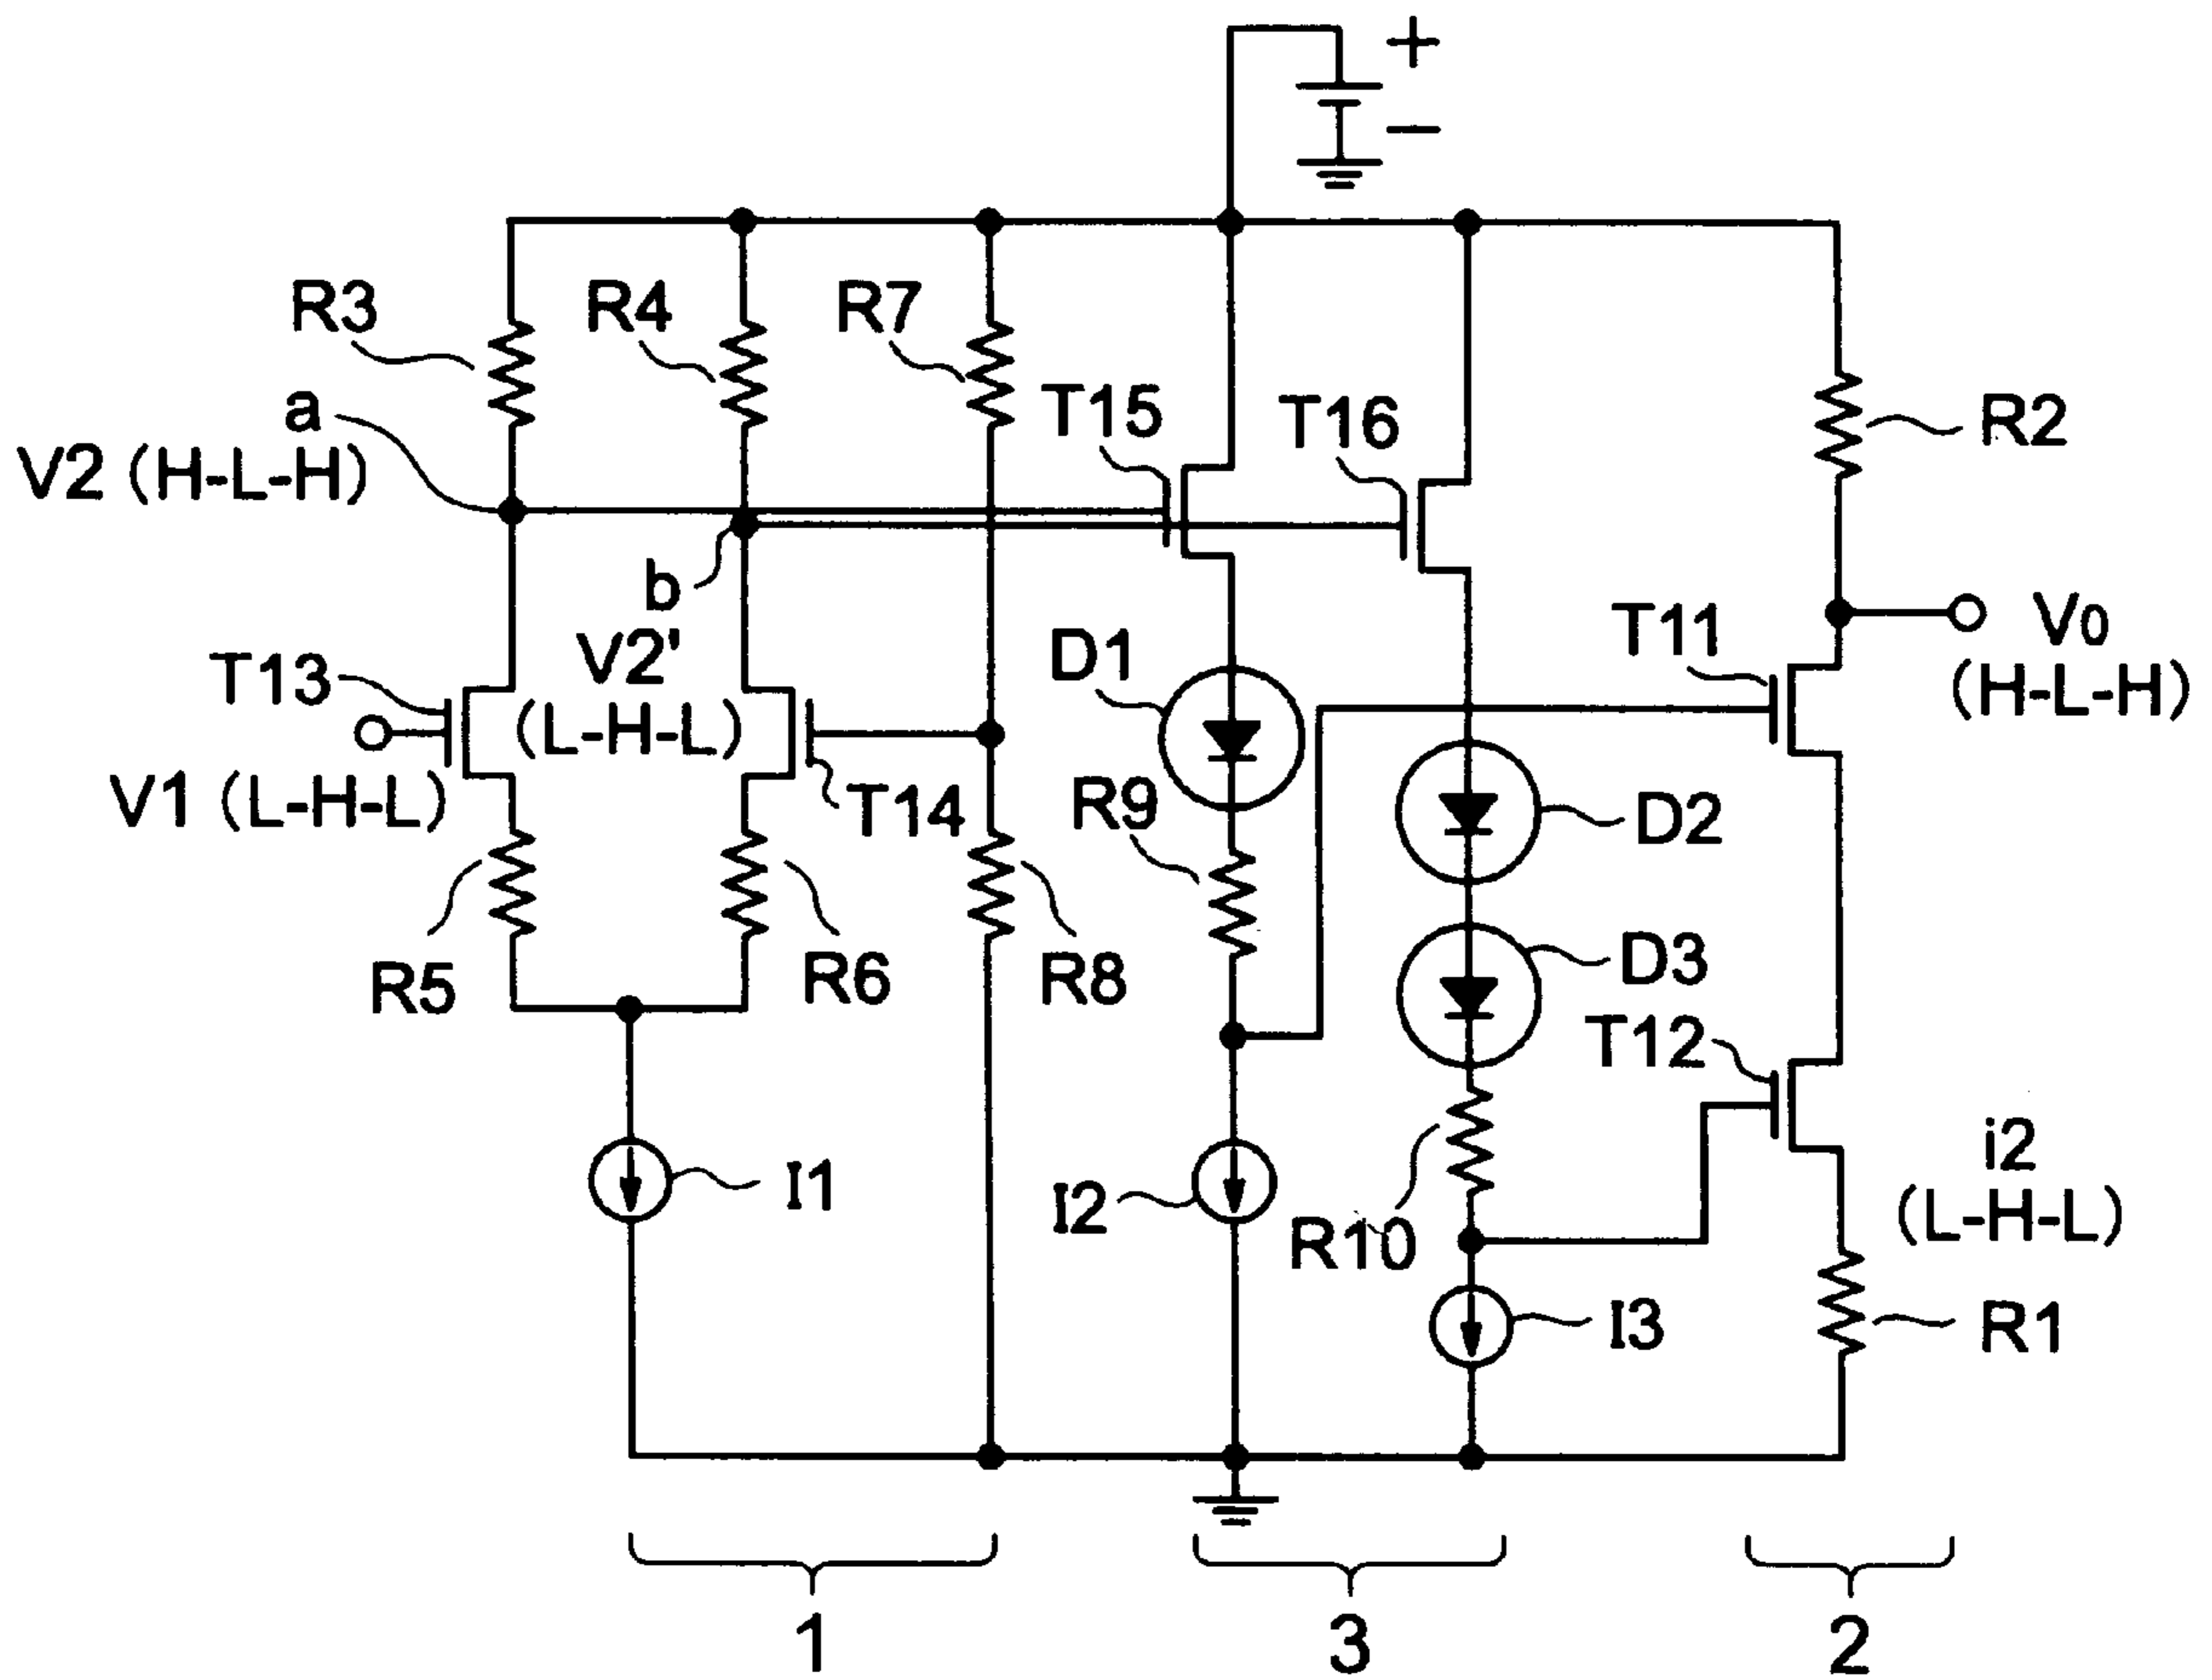 +
−
R3
R4
R7
a
T15
T16
R2
V2 (H-L-H)
b
V2'
(L-H-L)
D1
T11
V0
(H-L-H)
T13
V1 (L-H-L)
T14
R9
D2
R5
R6
R8
D3
T12
I1
I2
R10
i2
(L-H-L)
I3
R1
1
3
2